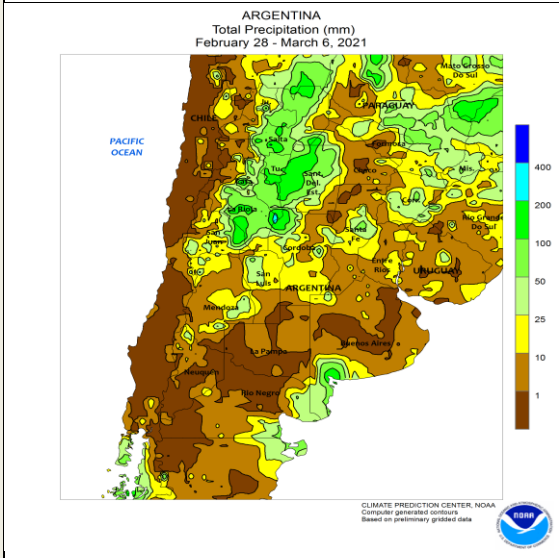 ARGENTINA
Total Precipitation (mm)
February 28 - March 6, 2021
Mato Grosso
Do Sul
PARAGUAY
CHILE
PACIFIC
OCEAN
Salta
Formosa
Tuc
Chaco
Sant.
Del.
Est.
Mis.
Cata
La Rioja
Corr.
Rio Grande
Do Sul
San
Juan
Santa
Fe
Cordoba
Entre
Rios
URUGUAY
San
Luis
ARGENTINA
Mendoza
Buenos Aires
La Pampa
Neuquen
Rio Negro
400
200
100
50
25
10
1
CLIMATE PREDICTION CENTER, NOAA
Computer generated contours
Based on preliminary gridded data
NOAA